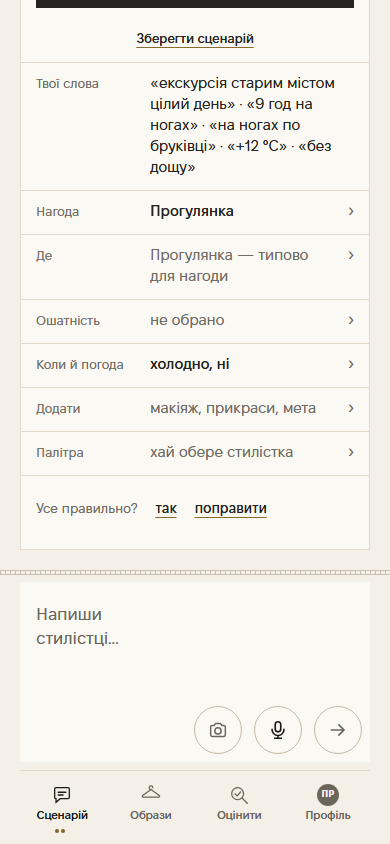 Зберегти сценарій
Твої слова
«екскурсія старим містом
цілий день» · «9 год на
ногах» · «на ногах по
бруківці» · «+12 °C» · «без
дощу»
Нагода
Прогулянка
Де
Прогулянка — типово
для нагоди
Ошатність
не обрано
Коли й погода
холодно, ні
Додати
макіяж, прикраси, мета
Палітра
хай обере стилістка
Усе правильно? так поправити
Напиши
стилістці...
Сценарій
Образи
Оцінити
ПР
Профіль